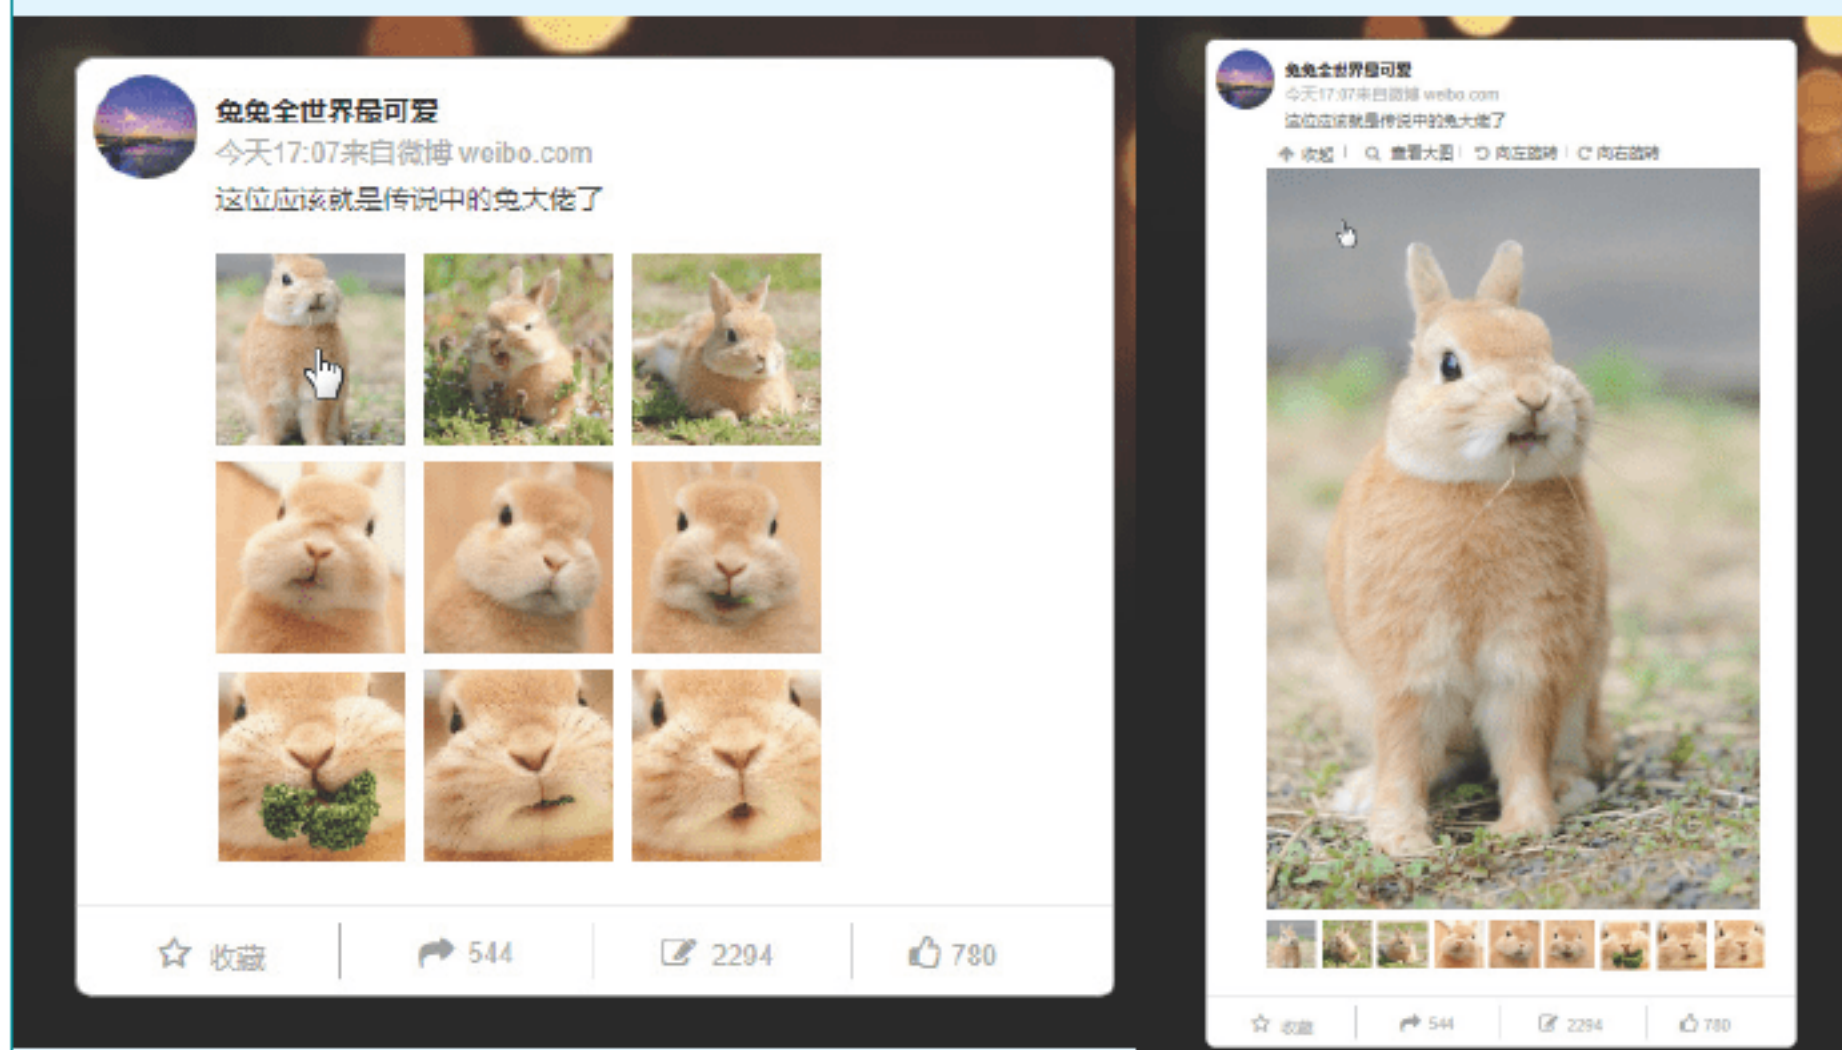 兔兔全世界最可爱
今天17:07来自微博 weibo.com
这位应该就是传说中的兔大佬了
收藏
544
2294
780
兔兔全世界最可爱
今天17:07来自微博 weibo.com
这位应该就是传说中的兔大佬了
收起 查看大图 向左旋转 向右旋转
收藏
544
2294
780